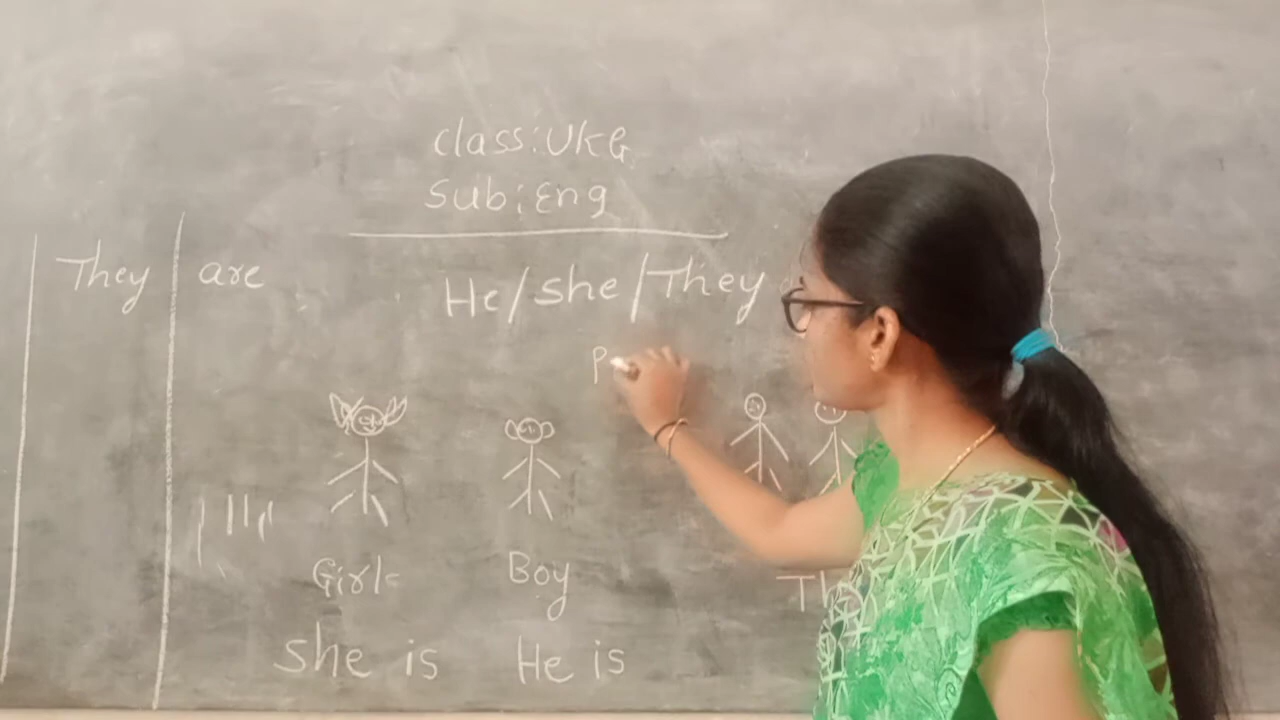 class: UKG
Sub: Eng
They are
He/she/They
P
Girl
Boy
She is
He is